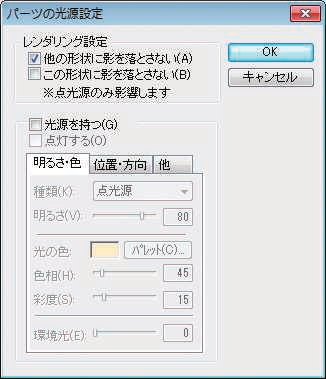 パーツの光源設定
レンダリング設定
他の形状に影を落とさない(A)
この形状に影を落とさない(B)
※点光源のみ影響します
OK
キャンセル
光源を持つ(G)
点灯する(O)
明るさ・色 位置・方向 他
種類(K): 点光源
明るさ(V): 80
光の色: パレット(C)...
色相(H): 45
彩度(S): 15
環境光(E): 0